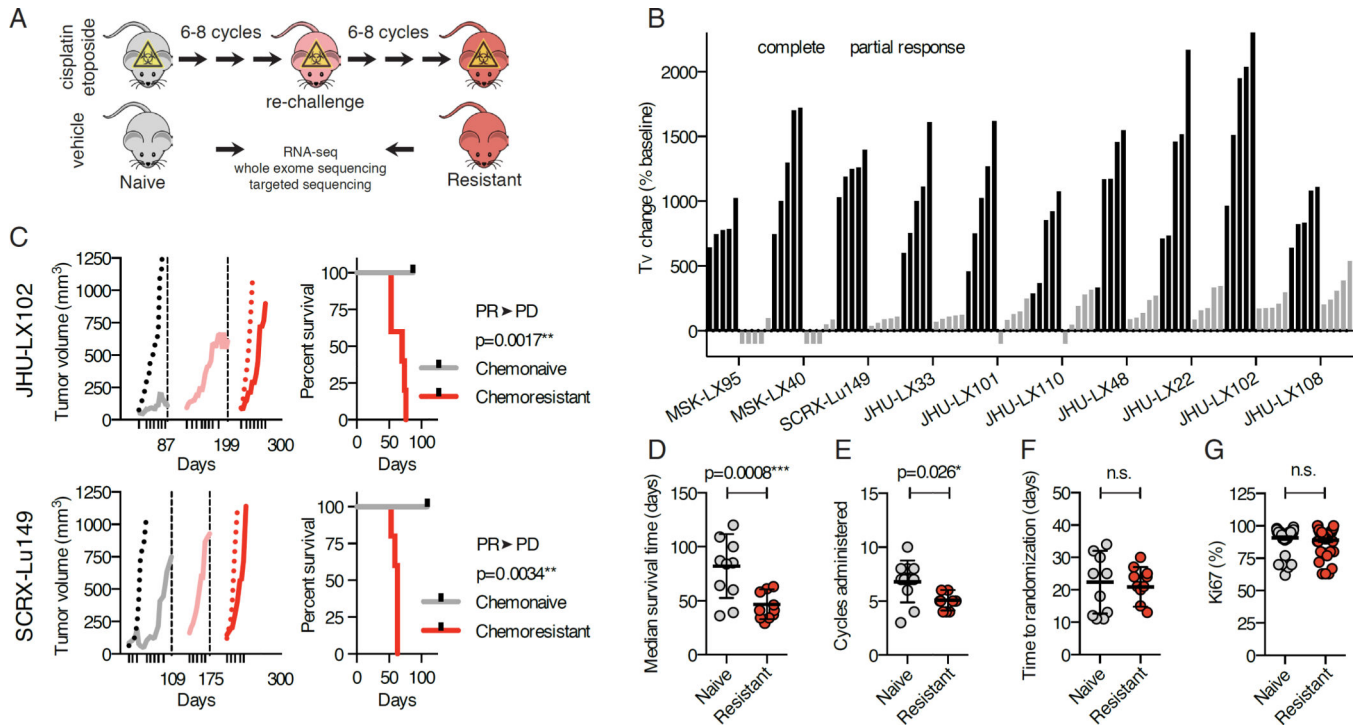 A
cisplatin
etoposide
6-8 cycles
6-8 cycles
re-challenge
vehicle
RNA-seq
whole exome sequencing
targeted sequencing
Naive
Resistant
B
complete
partial response
Tv change (% baseline)
2000
1500
1000
500
0
MSK-LX95
MSK-LX40
SCRX-Lu149
JHU-LX33
JHU-LX101
JHU-LX110
JHU-LX48
JHU-LX22
JHU-LX102
JHU-LX108
C
JHU-LX102
Tumor volume (mm³)
1250
1000
750
500
250
0
87
199
300
Days
Percent survival
100
75
50
25
0
0
50
100
Days
PR➤PD
p=0.0017**
Chemonaive
Chemoresistant
SCRX-Lu149
Tumor volume (mm³)
1250
1000
750
500
250
0
109
175
300
Days
Percent survival
100
75
50
25
0
0
50
100
Days
PR➤PD
p=0.0034**
Chemonaive
Chemoresistant
D
p=0.0008***
Median survival time (days)
150
100
50
0
Naive
Resistant
E
p=0.026*
Cycles administered
15
10
5
0
Naive
Resistant
F
n.s.
Time to randomization (days)
50
40
30
20
10
0
Naive
Resistant
G
n.s.
Ki67 (%)
125
100
75
50
25
0
Naive
Resistant